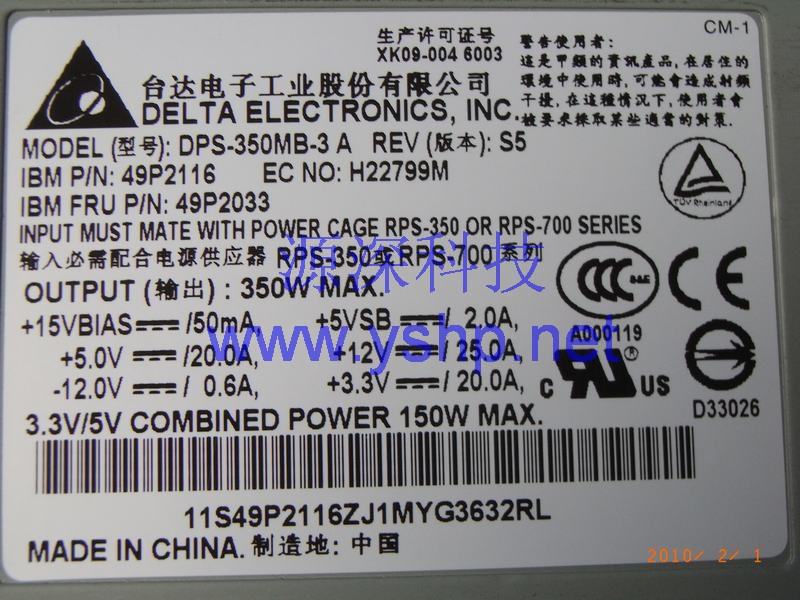 CM-1
生产许可证号
XK09-004 6003
警告使用者:
這是甲類的資訊產品,在居住的
環境中使用時,可能會造成射頻
干擾,在這種情況下,使用者會
被要求採取某些適當的對策.
台达电子工业股份有限公司
DELTA ELECTRONICS, INC.
MODEL (型号): DPS-350MB-3 A REV (版本): S5
IBM P/N: 49P2116 EC NO: H22799M
IBM FRU P/N: 49P2033
TÜV Rheinland
INPUT MUST MATE WITH POWER CAGE RPS-350 OR RPS-700 SERIES
输入必需配合电源供应器 RPS-350或RPS-700 系列
源深科技
CCC S&E
CE
OUTPUT (输出) : 350W MAX.
+15VBIAS /50mA, +5VSB / 2.0A,
+5.0V /20.0A, +12V / 25.0A,
-12.0V / 0.6A, +3.3V / 20.0A,
www.yshp.net
A000119
c RU ® US
D33026
3.3V/5V COMBINED POWER 150W MAX.
11S49P2116ZJ1MYG3632RL
MADE IN CHINA. 制造地: 中国
2010/ 2/ 1